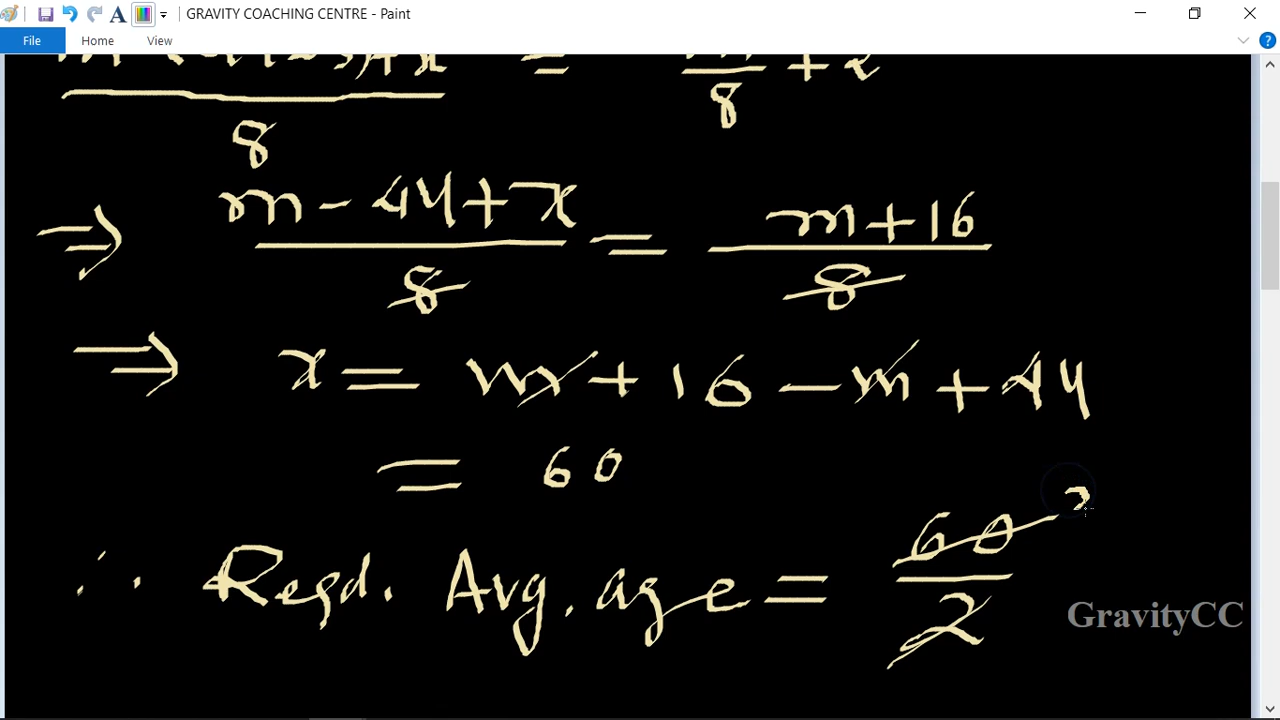 GRAVITY COACHING CENTRE - Paint
File Home View
8 8 + 2
⇒ m - 44 + x / 8 = m + 16 / 8
⇒ x = m + 16 - m + 44
= 60
∴ Reqd. Avg. age = 60 / 2
GravityCC